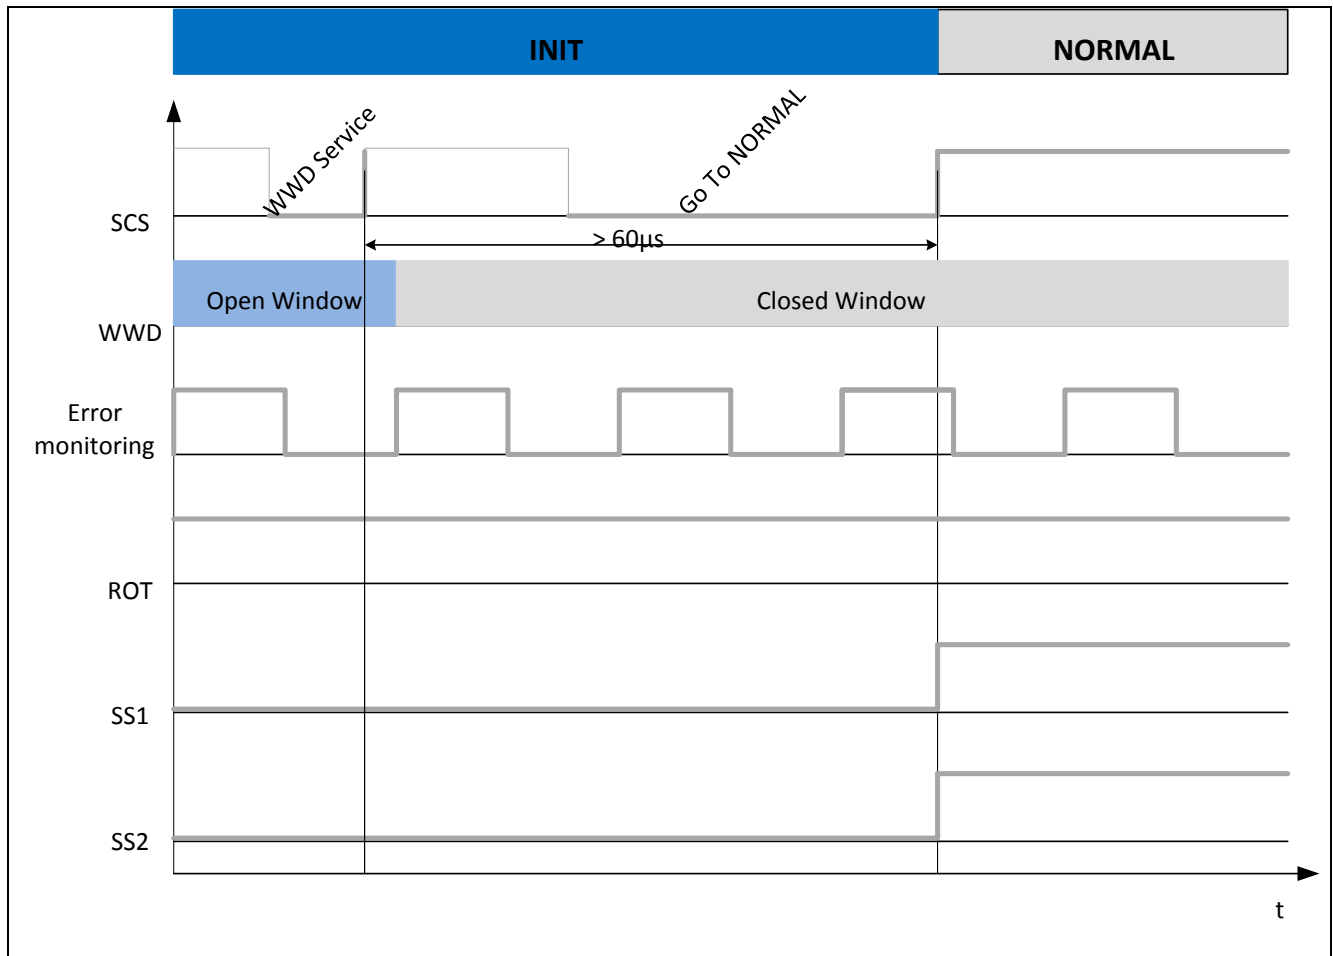 INIT
NORMAL
WWD Service
Go To NORMAL
SCS
> 60µs
Open Window
Closed Window
WWD
Error
monitoring
ROT
SS1
SS2
t